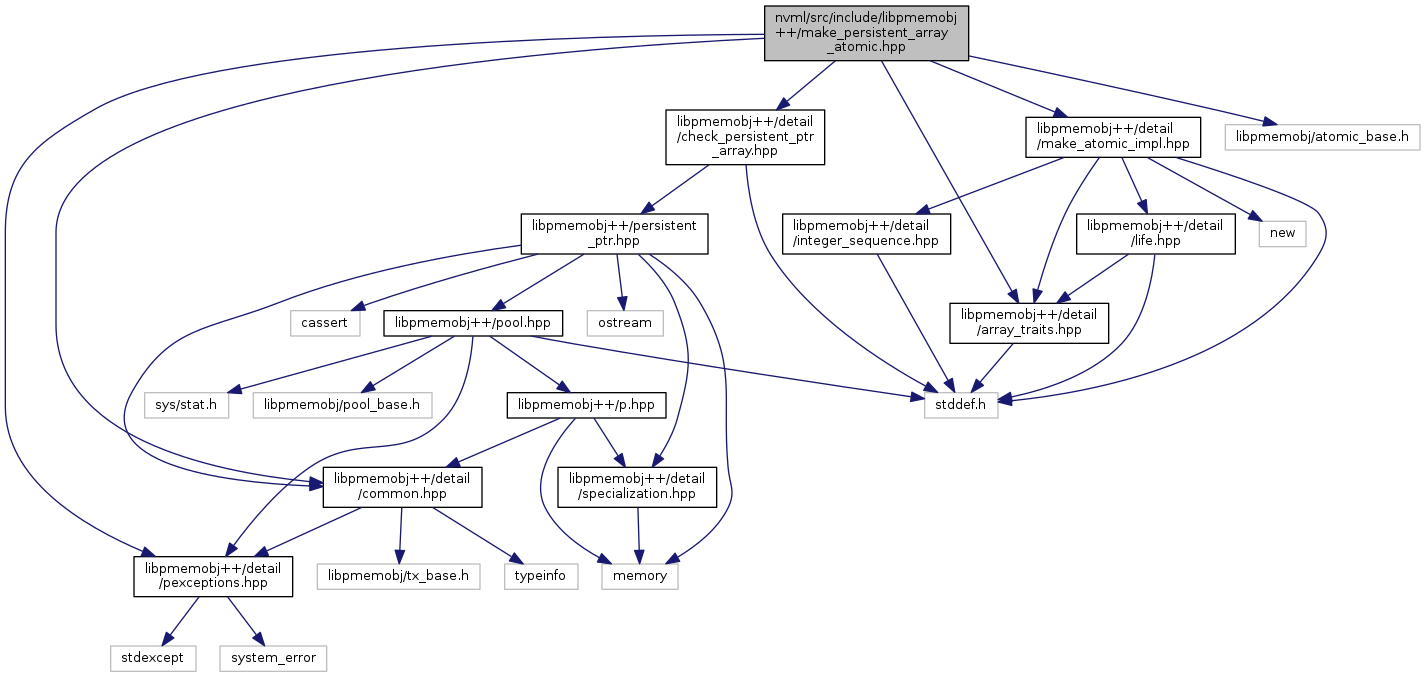 nvml/src/include/libpmemobj
++/make_persistent_array
_atomic.hpp
libpmemobj++/detail
/check_persistent_ptr
_array.hpp
libpmemobj++/detail
/make_atomic_impl.hpp
libpmemobj/atomic_base.h
libpmemobj++/persistent
_ptr.hpp
libpmemobj++/detail
/integer_sequence.hpp
libpmemobj++/detail
/life.hpp
new
cassert
libpmemobj++/pool.hpp
ostream
libpmemobj++/detail
/array_traits.hpp
sys/stat.h
libpmemobj/pool_base.h
libpmemobj++/p.hpp
stddef.h
libpmemobj++/detail
/common.hpp
libpmemobj++/detail
/specialization.hpp
libpmemobj++/detail
/pexceptions.hpp
libpmemobj/tx_base.h
typeinfo
memory
stdexcept
system_error